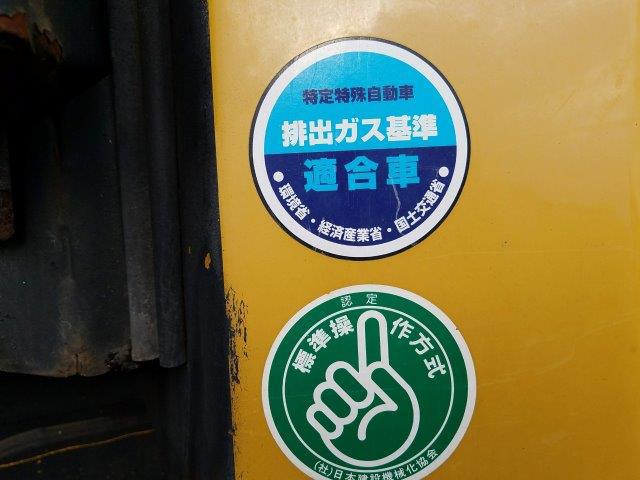 特定特殊自動車
排出ガス基準
適合車
環境省・経済産業省・国土交通省
認定
標準操作方式
(社)日本建設機械化協会